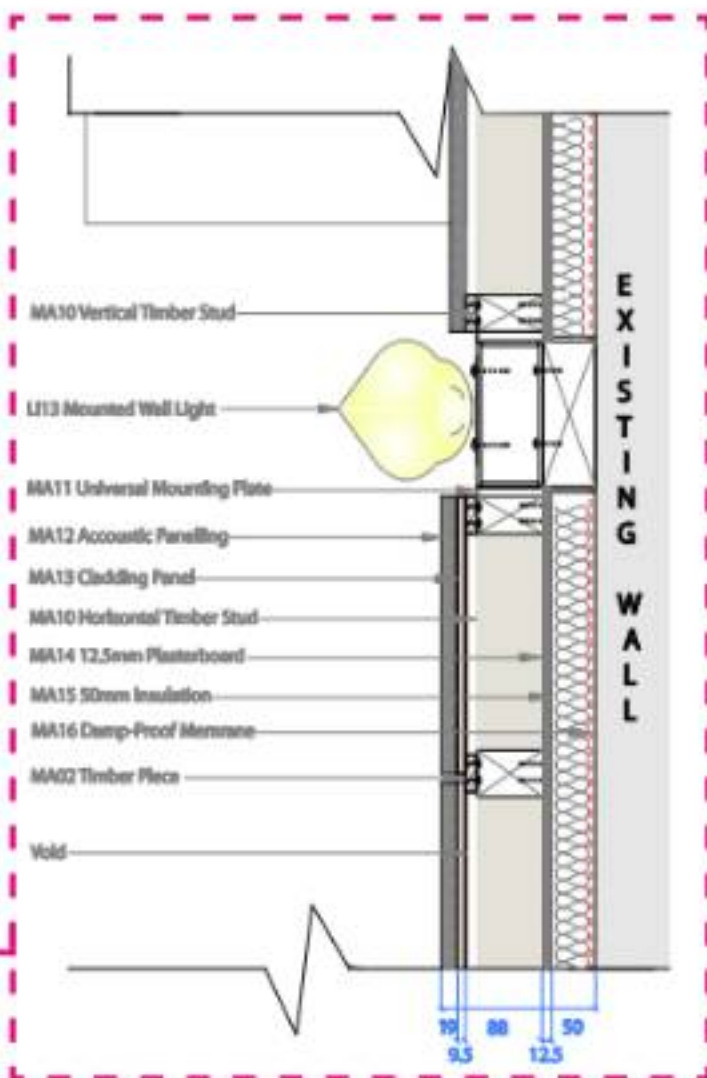 MA10 Vertical Timber Stud
LI13 Mounted Wall Light
MA11 Universal Mounting Plate
MA12 Accoustic Panelling
MA13 Cladding Panel
MA10 Horizontal Timber Stud
MA14 12.5mm Plasterboard
MA15 50mm Insulation
MA16 Damp-Proof Memrane
MA02 Timber Piece
Void
EXISTING WALL
19 88 50
9.5 12.5